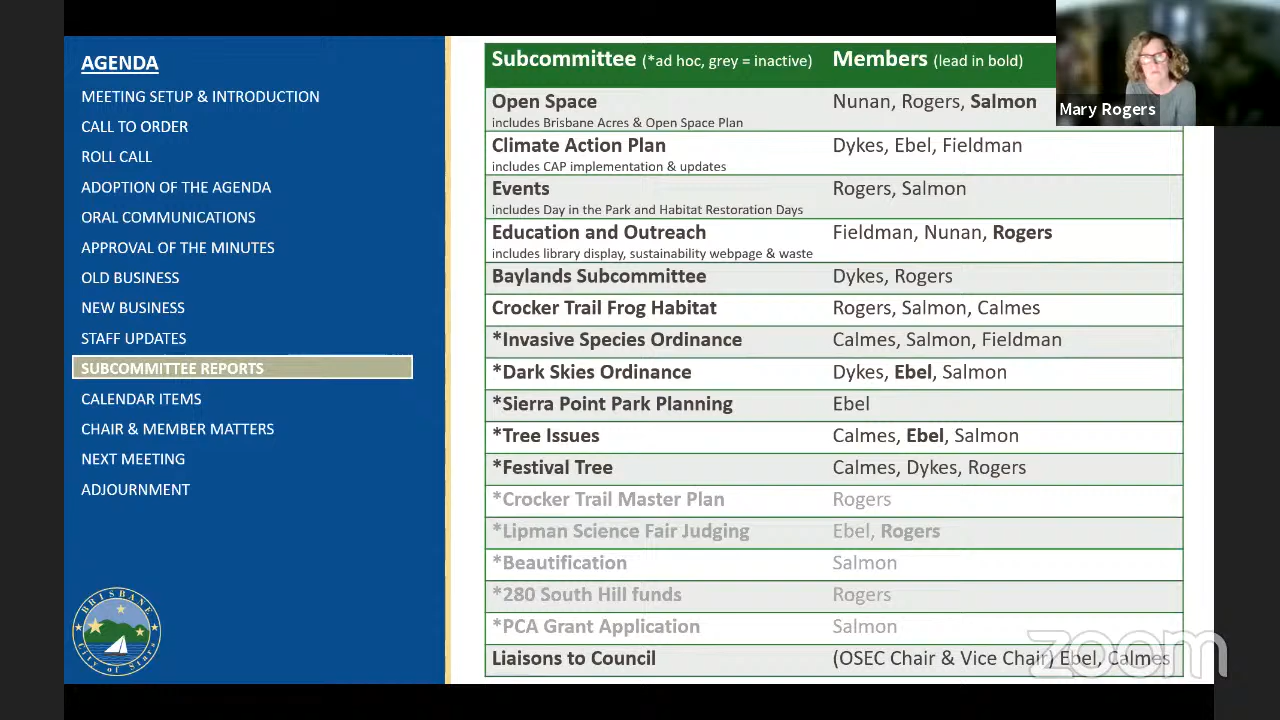 AGENDA
MEETING SETUP & INTRODUCTION
CALL TO ORDER
ROLL CALL
ADOPTION OF THE AGENDA
ORAL COMMUNICATIONS
APPROVAL OF THE MINUTES
OLD BUSINESS
NEW BUSINESS
STAFF UPDATES
SUBCOMMITTEE REPORTS
CALENDAR ITEMS
CHAIR & MEMBER MATTERS
NEXT MEETING
ADJOURNMENT
BRISBANE
City of Stars
Subcommittee (*ad hoc, grey = inactive) Members (lead in bold)
Open Space Nunan, Rogers, Salmon
includes Brisbane Acres & Open Space Plan
Climate Action Plan Dykes, Ebel, Fieldman
includes CAP implementation & updates
Events Rogers, Salmon
includes Day in the Park and Habitat Restoration Days
Education and Outreach Fieldman, Nunan, Rogers
includes library display, sustainability webpage & waste
Baylands Subcommittee Dykes, Rogers
Crocker Trail Frog Habitat Rogers, Salmon, Calmes
*Invasive Species Ordinance Calmes, Salmon, Fieldman
*Dark Skies Ordinance Dykes, Ebel, Salmon
*Sierra Point Park Planning Ebel
*Tree Issues Calmes, Ebel, Salmon
*Festival Tree Calmes, Dykes, Rogers
*Crocker Trail Master Plan Rogers
*Lipman Science Fair Judging Ebel, Rogers
*Beautification Salmon
*280 South Hill funds Rogers
*PCA Grant Application Salmon
Liaisons to Council (OSEC Chair & Vice Chair) Ebel, Calmes
Mary Rogers
zoom